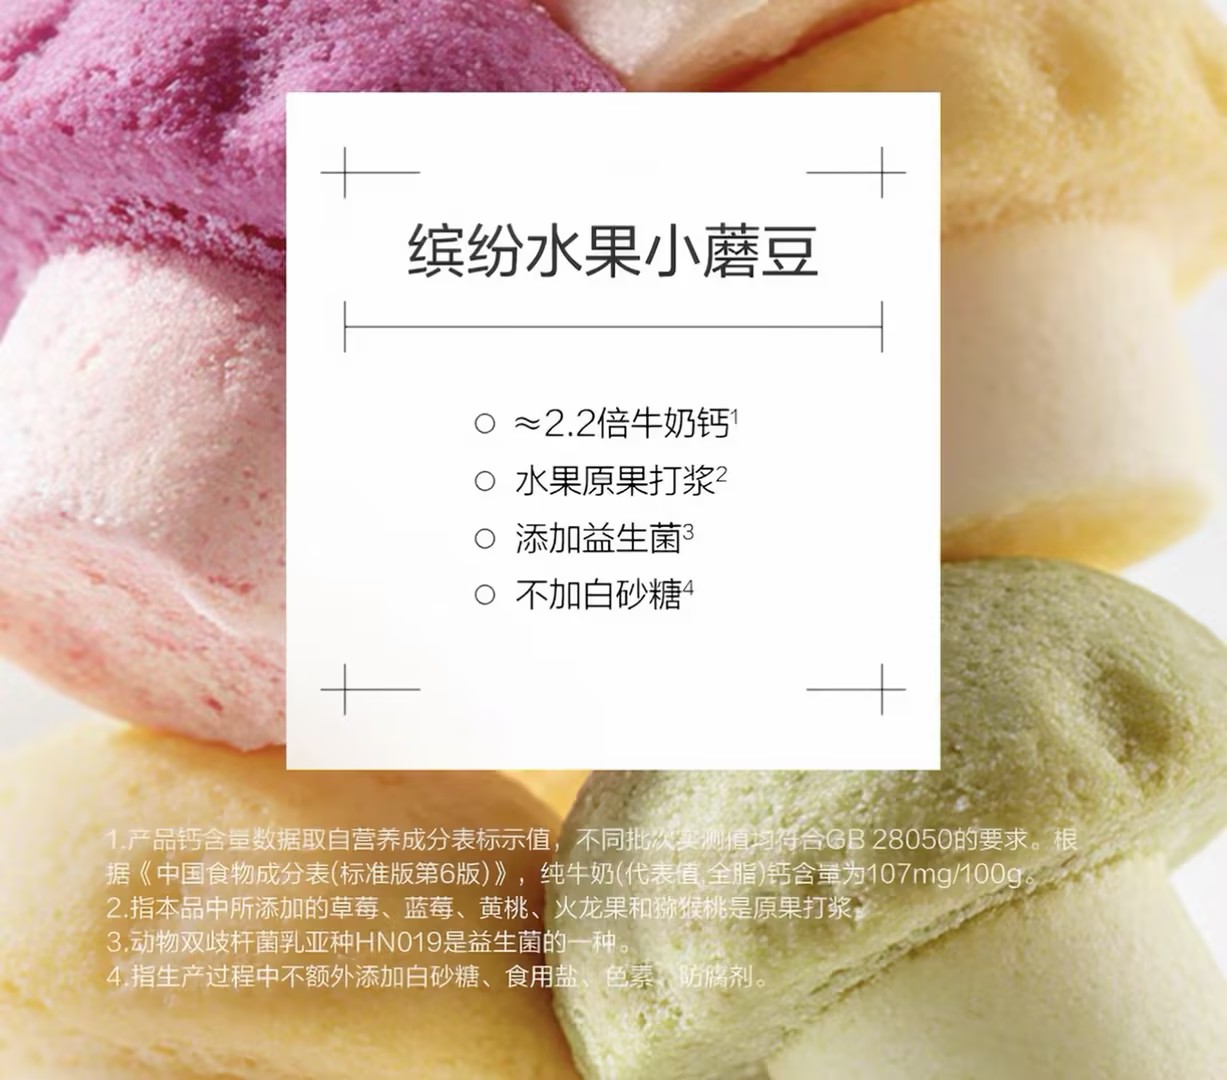 缤纷水果小蘑豆
≈2.2倍牛奶钙¹
水果原果打浆²
添加益生菌³
不加白砂糖⁴
1.产品钙含量数据取自营养成分表标示值，不同批次实测值均符合GB 28050的要求。根
据《中国食物成分表(标准版第6版)》，纯牛奶(代表值,全脂)钙含量为107mg/100g。
2.指本品中所添加的草莓、蓝莓、黄桃、火龙果和猕猴桃是原果打浆。
3.动物双歧杆菌乳亚种HN019是益生菌的一种。
4.指生产过程中不额外添加白砂糖、食用盐、色素、防腐剂。